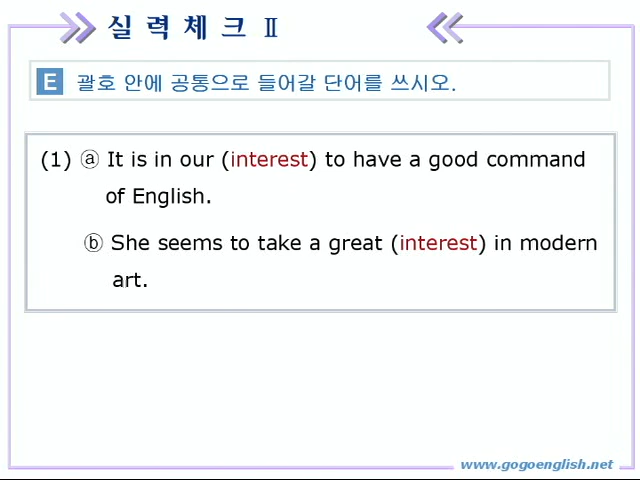 실 력 체 크 Ⅱ
E 괄호 안에 공통으로 들어갈 단어를 쓰시오.
(1) ⓐ It is in our (interest) to have a good command
of English.
ⓑ She seems to take a great (interest) in modern
art.
www.gogoenglish.net